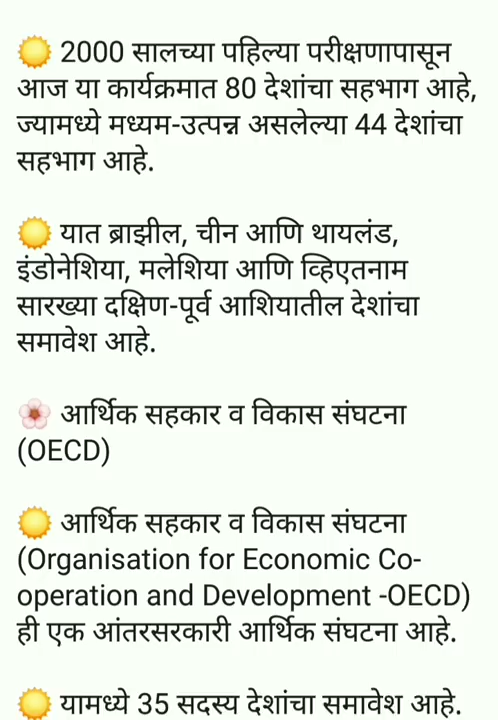 🌞 2000 सालच्या पहिल्या परीक्षणापासून
आज या कार्यक्रमात 80 देशांचा सहभाग आहे,
ज्यामध्ये मध्यम-उत्पन्न असलेल्या 44 देशांचा
सहभाग आहे.
🌞 यात ब्राझील, चीन आणि थायलंड,
इंडोनेशिया, मलेशिया आणि व्हिएतनाम
सारख्या दक्षिण-पूर्व आशियातील देशांचा
समावेश आहे.
🌸 आर्थिक सहकार व विकास संघटना
(OECD)
🌞 आर्थिक सहकार व विकास संघटना
(Organisation for Economic Co-
operation and Development -OECD)
ही एक आंतरसरकारी आर्थिक संघटना आहे.
🌞 यामध्ये 35 सदस्य देशांचा समावेश आहे.